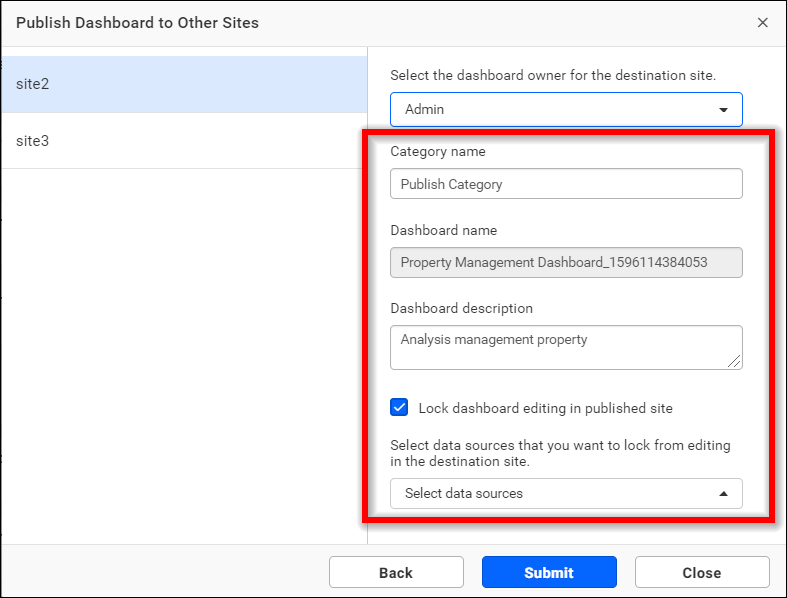 Publish Dashboard to Other Sites
site2
site3
Select the dashboard owner for the destination site.
Admin
Category name
Publish Category
Dashboard name
Property Management Dashboard_1596114384053
Dashboard description
Analysis management property
Lock dashboard editing in published site
Select data sources that you want to lock from editing
in the destination site.
Select data sources
Back
Submit
Close